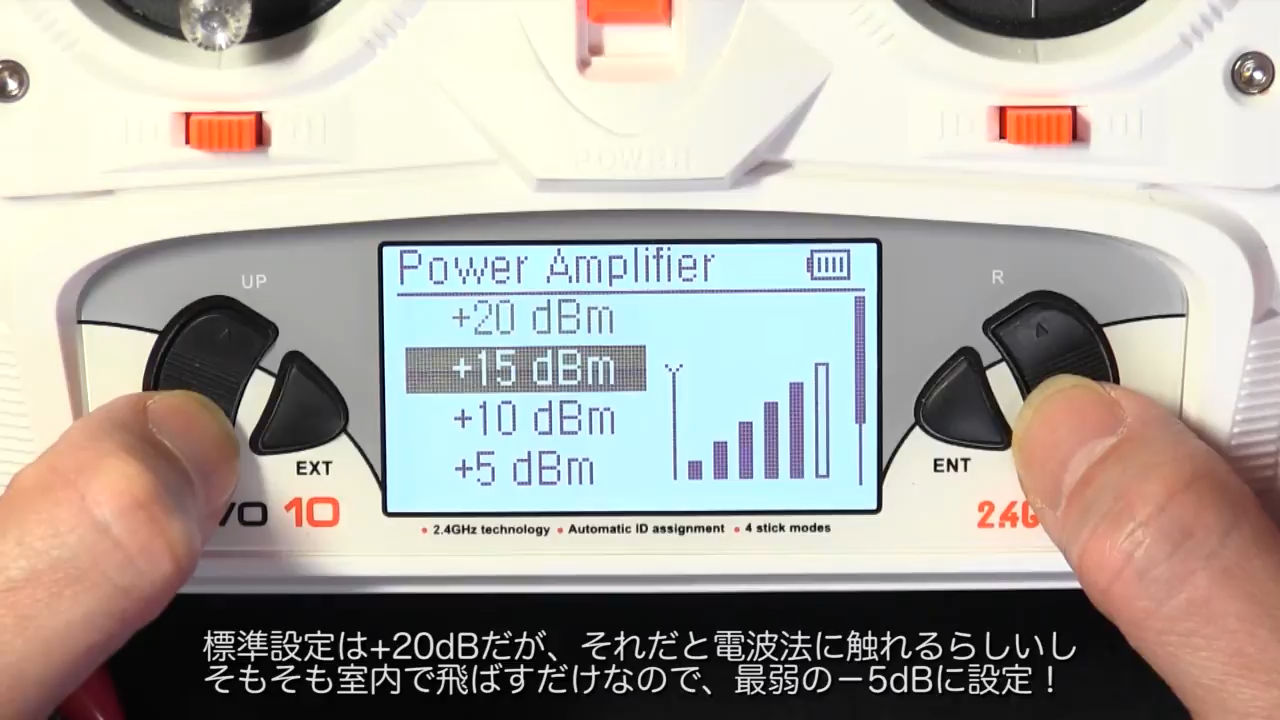 POWER
UP
R
Power Amplifier
+20 dBm
+15 dBm
+10 dBm
+5 dBm
EXT
ENT
VO 10
2.4G
• 2.4GHz technology • Automatic ID assignment • 4 stick modes
標準設定は+20dBだが、それだと電波法に触れるらしいし
そもそも室内で飛ばすだけなので、最弱の－5dBに設定！